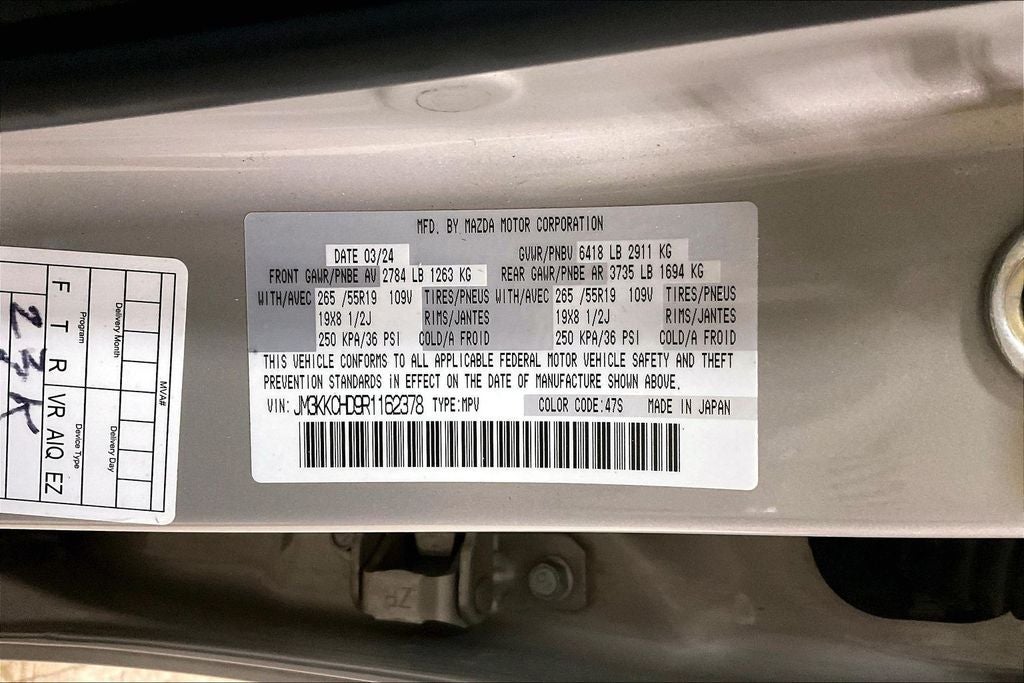 MFD. BY MAZDA MOTOR CORPORATION
DATE 03/24 GVWR/PNBV 6418 LB 2911 KG
FRONT GAWR/PNBE AV 2784 LB 1263 KG REAR GAWR/PNBE AR 3735 LB 1694 KG
WITH/AVEC 265 /55R19 109V TIRES/PNEUS WITH/AVEC 265 /55R19 109V TIRES/PNEUS
19X8 1/2J RIMS/JANTES 19X8 1/2J RIMS/JANTES
250 KPA/36 PSI COLD/A FROID 250 KPA/36 PSI COLD/A FROID
THIS VEHICLE CONFORMS TO ALL APPLICABLE FEDERAL MOTOR VEHICLE SAFETY AND THEFT
PREVENTION STANDARDS iN EFFECT ON THE DATE OF MANUFACTURE SHOWN ABOVE.
VIN: JM3KKCHD9R1162378 TYPE:MPV COLOR CODE:47S MADE IN JAPAN
MVA#
Delivery Month Delivery Day
Program Device Type
F T R VR AIQ EZ
23K
ZP